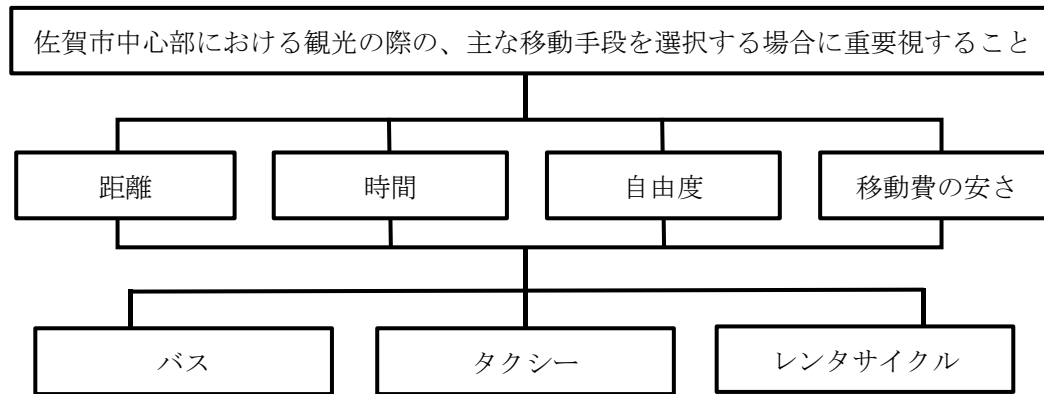 佐賀市中心部における観光の際の、主な移動手段を選択する場合に重要視すること
距離
時間
自由度
移動費の安さ
バス
タクシー
レンタサイクル